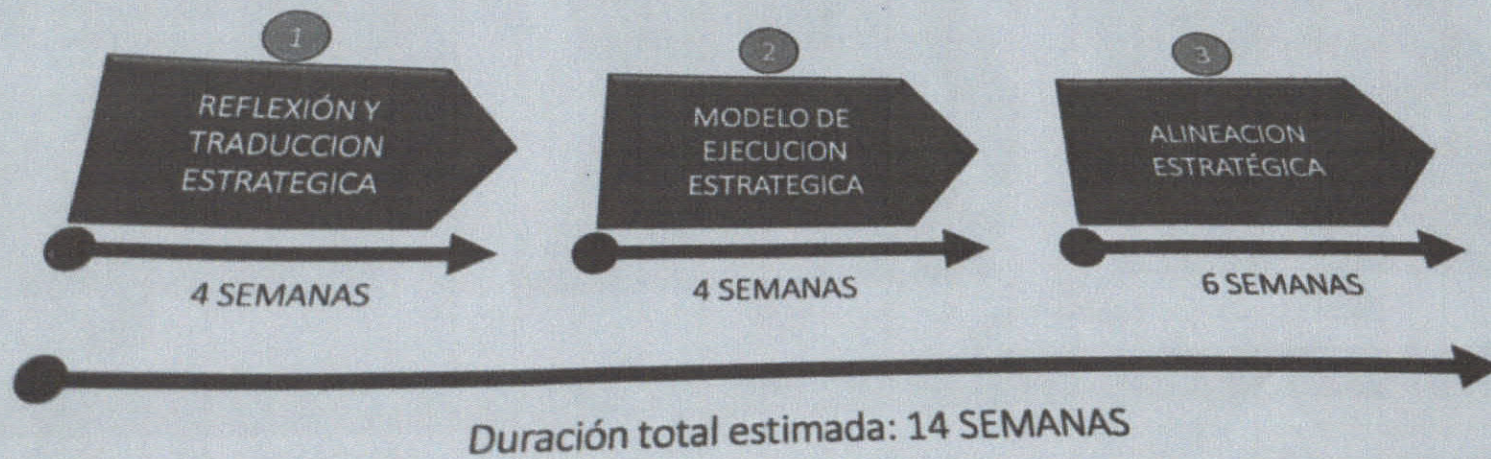 1
REFLEXIÓN Y
TRADUCCION
ESTRATEGICA
4 SEMANAS
2
MODELO DE
EJECUCION
ESTRATEGICA
4 SEMANAS
3
ALINEACION
ESTRATÉGICA
6 SEMANAS
Duración total estimada: 14 SEMANAS